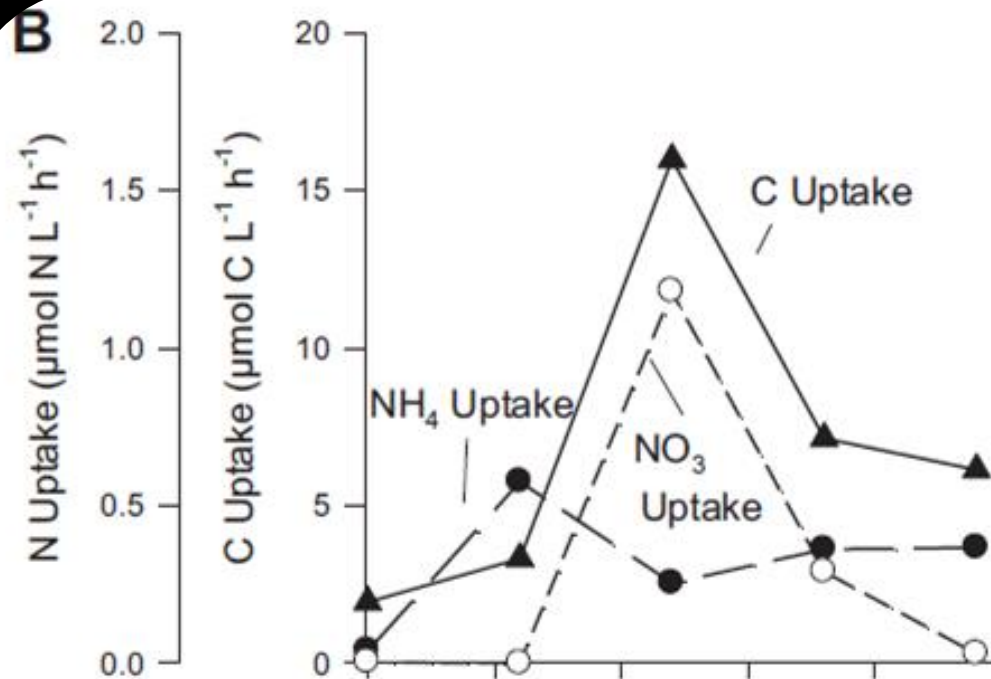 B
2.0
1.5
1.0
0.5
0.0
N Uptake (µmol N L⁻¹ h⁻¹)
20
15
10
5
0
C Uptake (µmol C L⁻¹ h⁻¹)
C Uptake
NH₄ Uptake
NO₃
Uptake